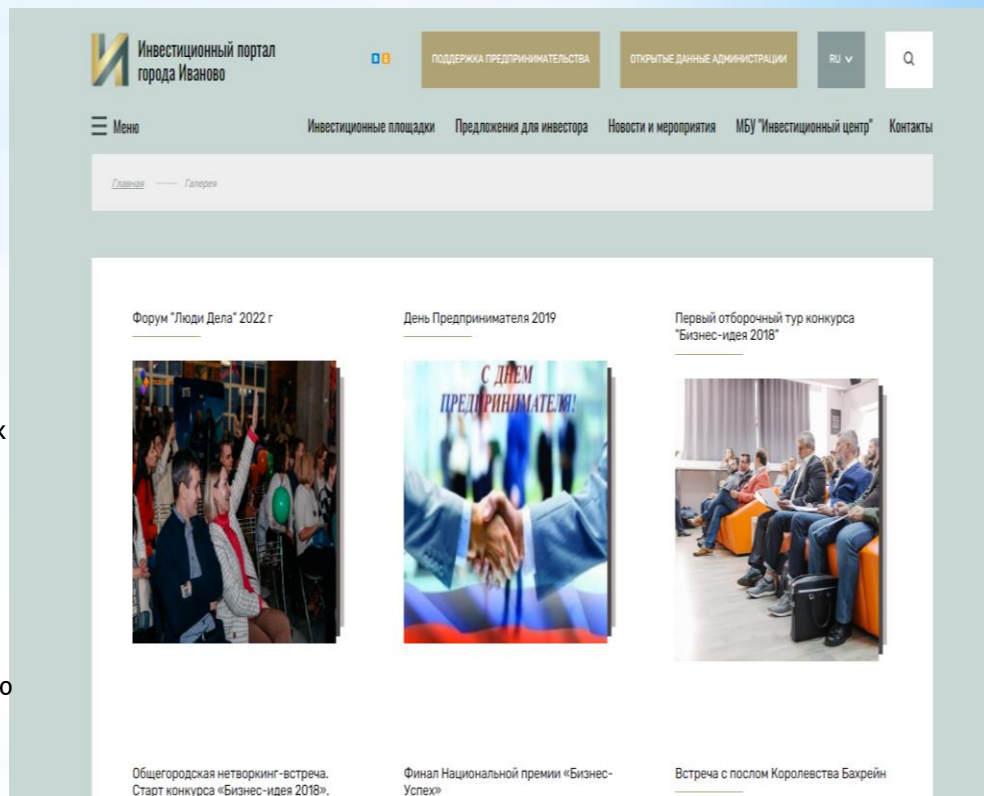 Инвестиционный портал
города Иваново
ПОДДЕРЖКА ПРЕДПРИНИМАТЕЛЬСТВА
ОТКРЫТЫЕ ДАННЫЕ АДМИНИСТРАЦИИ
RU
Меню
Инвестиционные площадки
Предложения для инвестора
Новости и мероприятия
МБУ "Инвестиционный центр"
Контакты
Главная
Галерея
Форум "Люди Дела" 2022 г
День Предпринимателя 2019
Первый отборочный тур конкурса
"Бизнес-идея 2018"
С ДНЕМ
ПРЕДПРИНИМАТЕЛЯ!
Общегородская нетворкинг-встреча.
Старт конкурса «Бизнес-идея 2018».
Финал Национальной премии «Бизнес-
Успех»
Встреча с послом Королевства Бахрейн